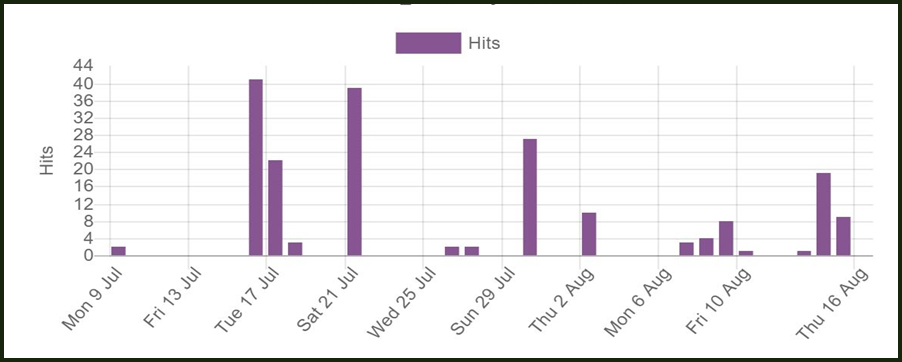 Hits
Hits
44
40
36
32
28
24
20
16
12
8
4
0
Mon 9 Jul
Fri 13 Jul
Tue 17 Jul
Sat 21 Jul
Wed 25 Jul
Sun 29 Jul
Thu 2 Aug
Mon 6 Aug
Fri 10 Aug
Thu 16 Aug